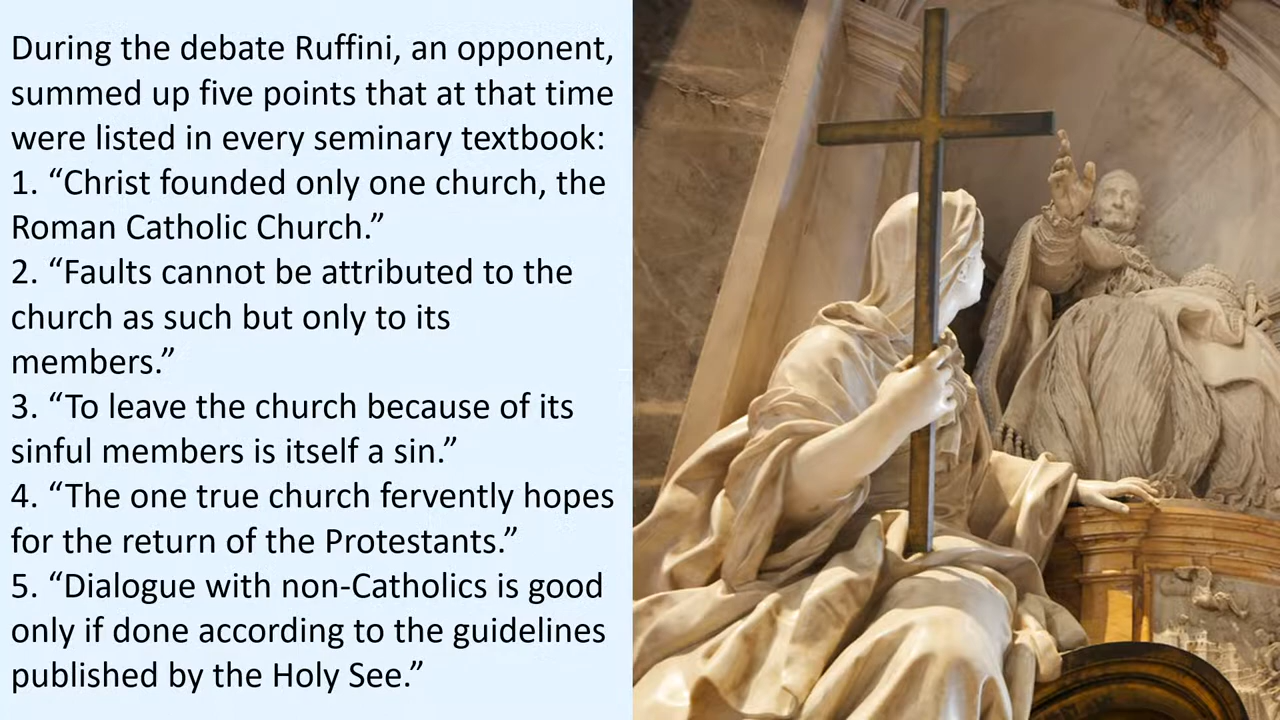 During the debate Ruffini, an opponent,
summed up five points that at that time
were listed in every seminary textbook:
1. “Christ founded only one church, the
Roman Catholic Church.”
2. “Faults cannot be attributed to the
church as such but only to its
members.”
3. “To leave the church because of its
sinful members is itself a sin.”
4. “The one true church fervently hopes
for the return of the Protestants.”
5. “Dialogue with non-Catholics is good
only if done according to the guidelines
published by the Holy See.”